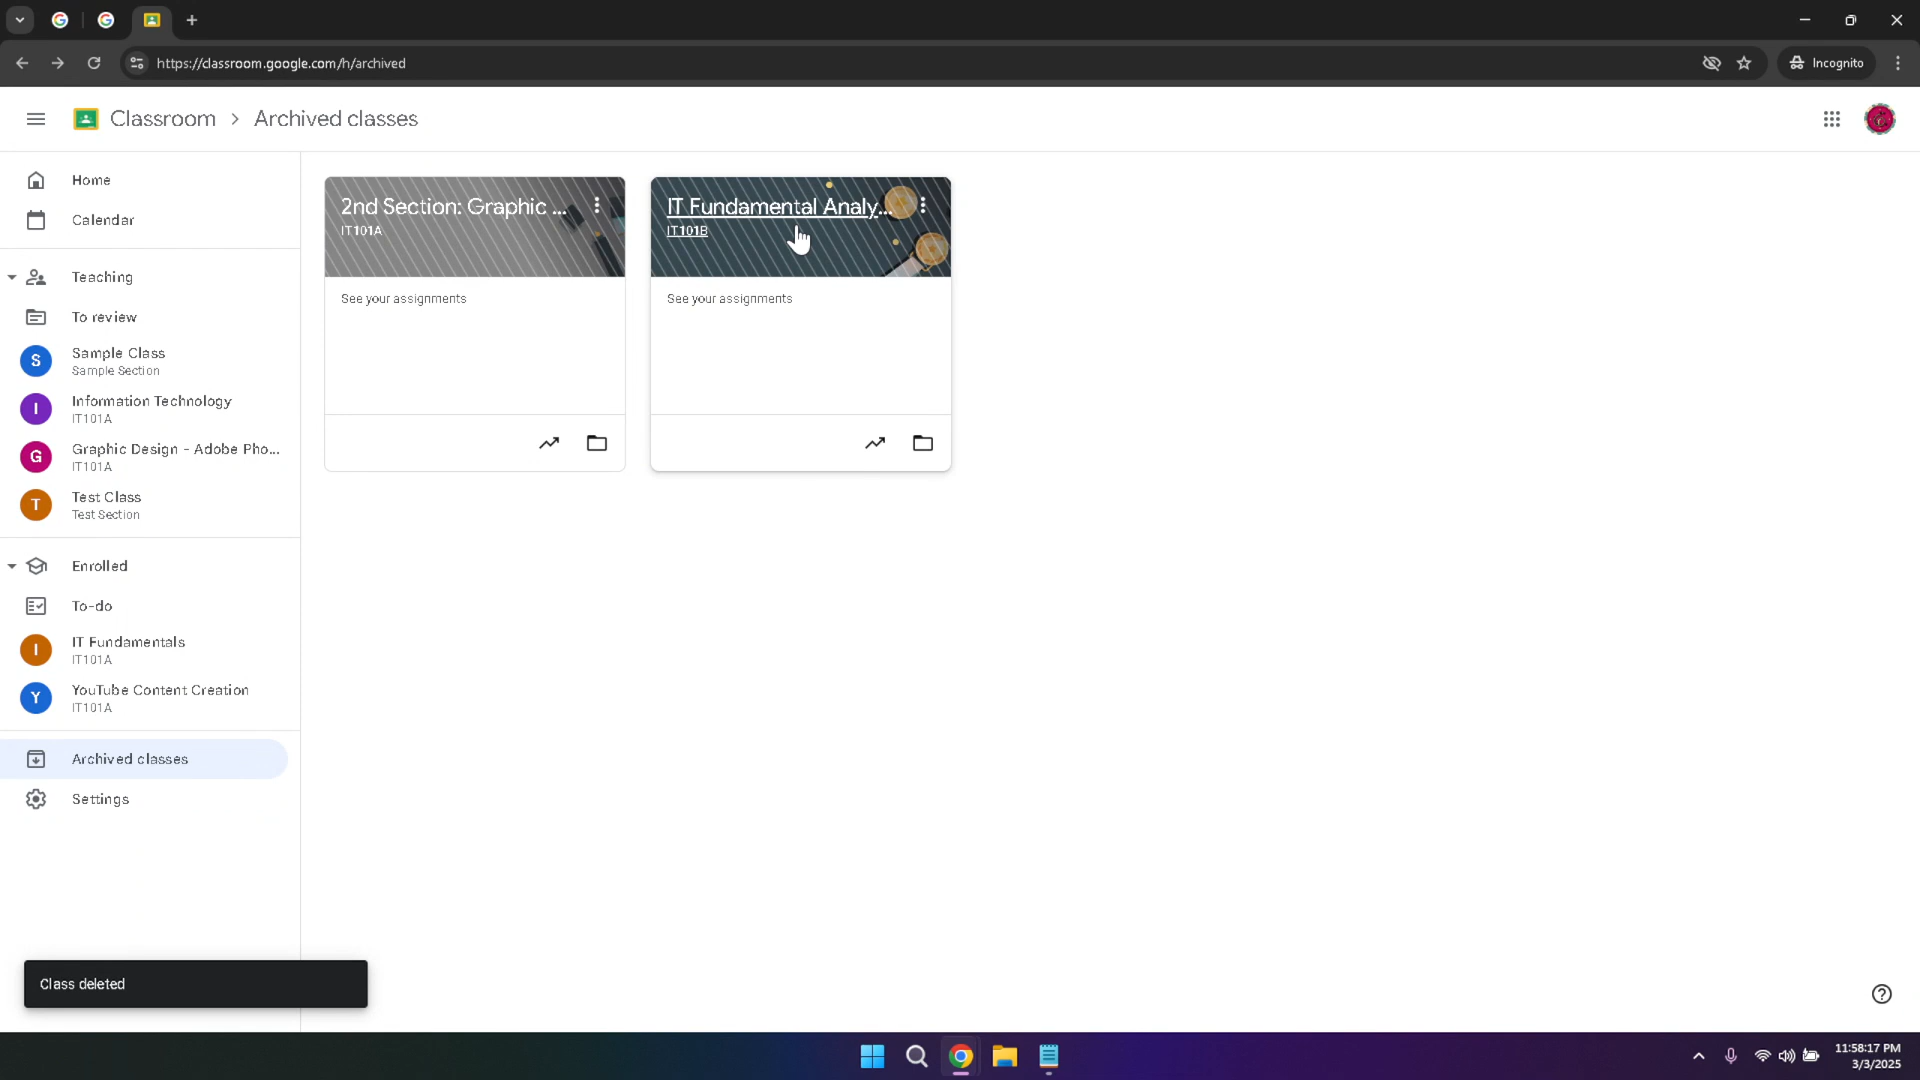 https://classroom.google.com/h/archived
Incognito
Classroom > Archived classes
Home
Calendar
Teaching
To review
S
Sample Class
Sample Section
I
Information Technology
IT101A
G
Graphic Design - Adobe Pho...
IT101A
T
Test Class
Test Section
Enrolled
To-do
I
IT Fundamentals
IT101A
Y
YouTube Content Creation
IT101A
Archived classes
Settings
2nd Section: Graphic ...
IT101A
See your assignments
IT Fundamental Analy...
IT101B
See your assignments
Class deleted
11:58:17 PM
3/3/2025